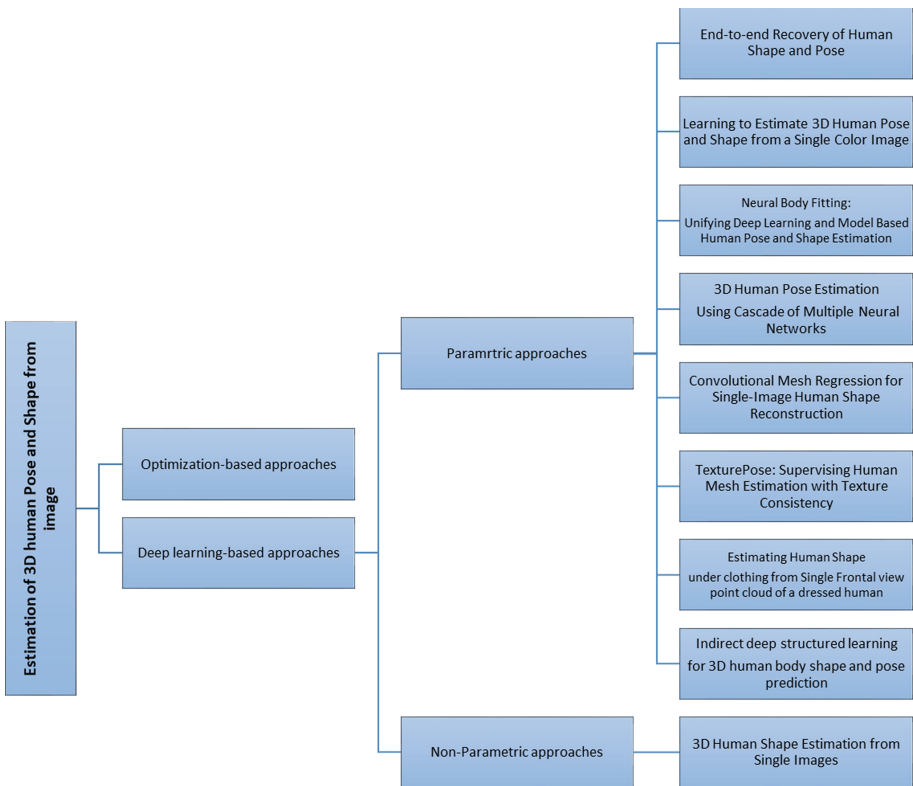 Estimation of 3D human Pose and Shape from
image
Optimization-based approaches
Deep learning-based approaches
Paramrtric approaches
Non-Parametric approaches
End-to-end Recovery of Human
Shape and Pose
Learning to Estimate 3D Human Pose
and Shape from a Single Color Image
Neural Body Fitting:
Unifying Deep Learning and Model Based
Human Pose and Shape Estimation
3D Human Pose Estimation
Using Cascade of Multiple Neural
Networks
Convolutional Mesh Regression for
Single-Image Human Shape
Reconstruction
TexturePose: Supervising Human
Mesh Estimation with Texture
Consistency
Estimating Human Shape
under clothing from Single Frontal view
point cloud of a dressed human
Indirect deep structured learning
for 3D human body shape and pose
prediction
3D Human Shape Estimation from
Single Images